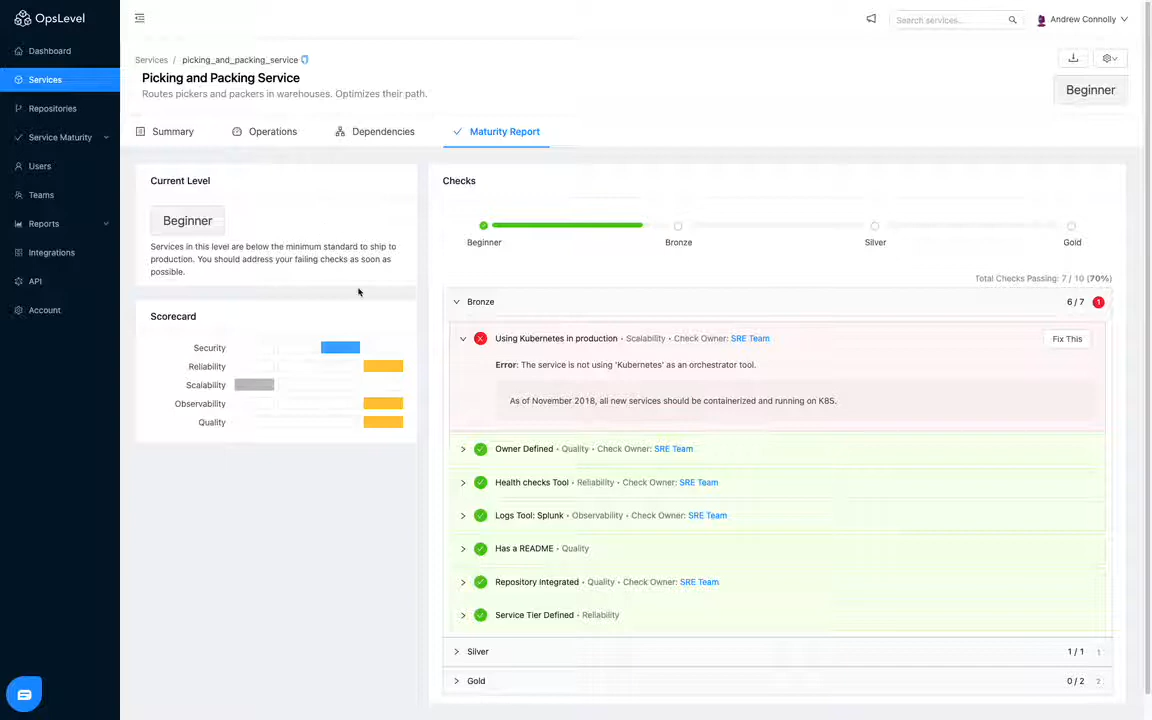 OpsLevel
Search services...
Andrew Connolly
Dashboard
Services
Repositories
Service Maturity
Users
Teams
Reports
Integrations
API
Account
Services / picking_and_packing_service
Picking and Packing Service
Routes pickers and packers in warehouses. Optimizes their path.
Beginner
Summary
Operations
Dependencies
Maturity Report
Current Level
Beginner
Services in this level are below the minimum standard to ship to
production. You should address your failing checks as soon as
possible.
Scorecard
Security
Reliability
Scalability
Observability
Quality
Checks
Beginner
Bronze
Silver
Gold
Total Checks Passing: 7 / 10 (70%)
Bronze 6 / 7 1
Using Kubernetes in production • Scalability • Check Owner: SRE Team Fix This
Error: The service is not using 'Kubernetes' as an orchestrator tool.
As of November 2018, all new services should be containerized and running on K8S.
Owner Defined • Quality • Check Owner: SRE Team
Health checks Tool • Reliability • Check Owner: SRE Team
Logs Tool: Splunk • Observability • Check Owner: SRE Team
Has a README • Quality
Repository Integrated • Quality • Check Owner: SRE Team
Service Tier Defined • Reliability
Silver 1 / 1 1
Gold 0 / 2 2